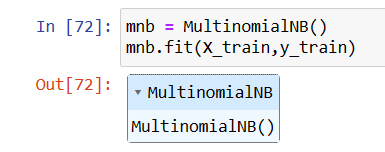 In [72]: mnb = MultinomialNB()
mnb.fit(X_train,y_train)
Out[72]: MultinomialNB
MultinomialNB()